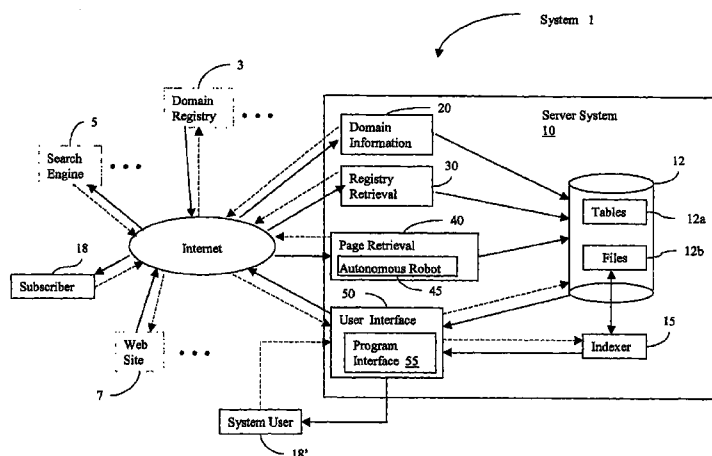 System 1
3
Domain
Registry
5
Search
Engine
20
Domain
Information
Server System
10
30
Registry
Retrieval
12
Tables
12a
Internet
40
Page Retrieval
Autonomous Robot
45
Files
12b
18
Subscriber
50
User Interface
Program
Interface 55
Indexer
15
Web
Site
7
System User
18'